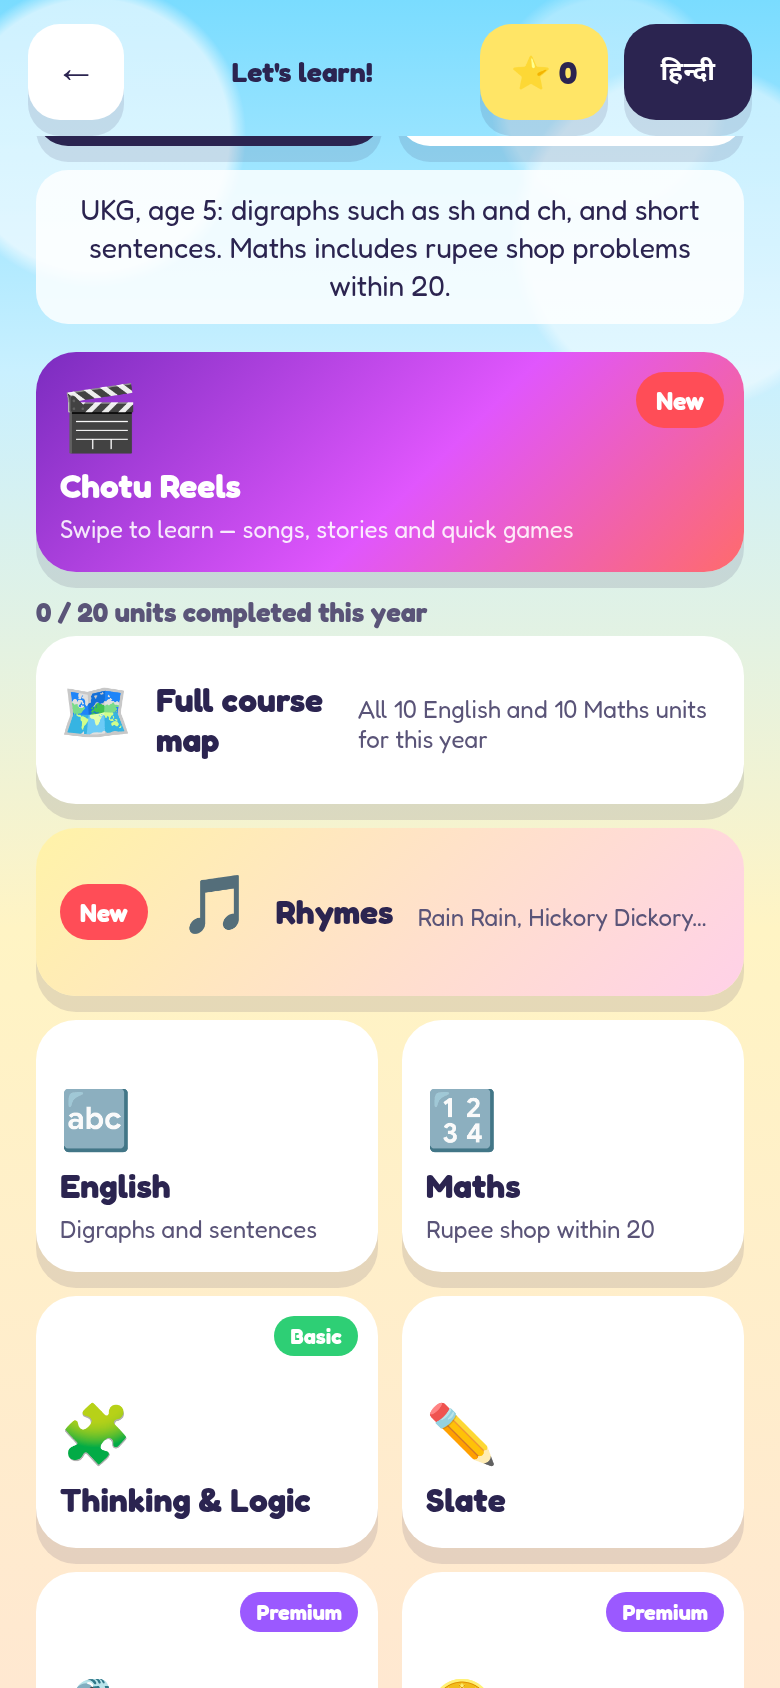 ←
Let's learn!
⭐ 0
हिन्दी
UKG, age 5: digraphs such as sh and ch, and short
sentences. Maths includes rupee shop problems
within 20.
New
Chotu Reels
Swipe to learn – songs, stories and quick games
0 / 20 units completed this year
Full course
map
All 10 English and 10 Maths units
for this year
New
Rhymes
Rain Rain, Hickory Dickory...
abc
English
Digraphs and sentences
1 2
3 4
Maths
Rupee shop within 20
Basic
Thinking & Logic
Slate
Premium
Premium